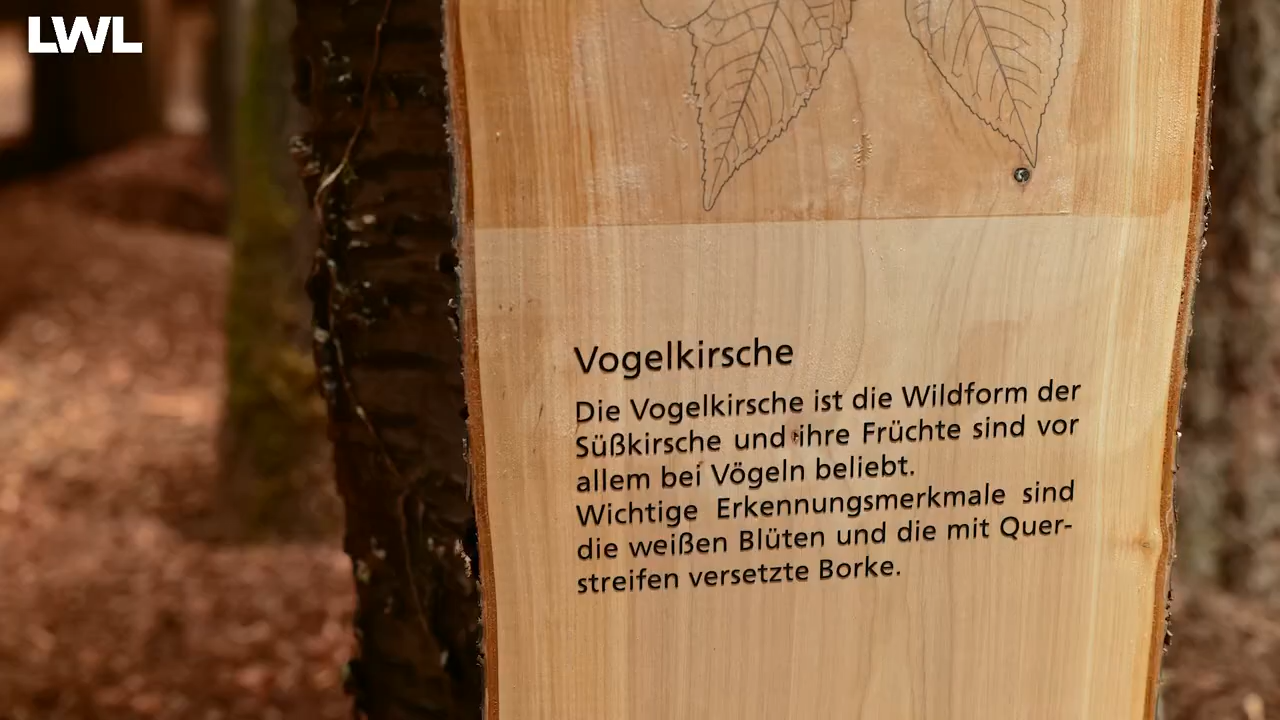 LWL
Vogelkirsche
Die Vogelkirsche ist die Wildform der
Süßkirsche und ihre Früchte sind vor
allem bei Vögeln beliebt.
Wichtige Erkennungsmerkmale sind
die weißen Blüten und die mit Quer-
streifen versetzte Borke.